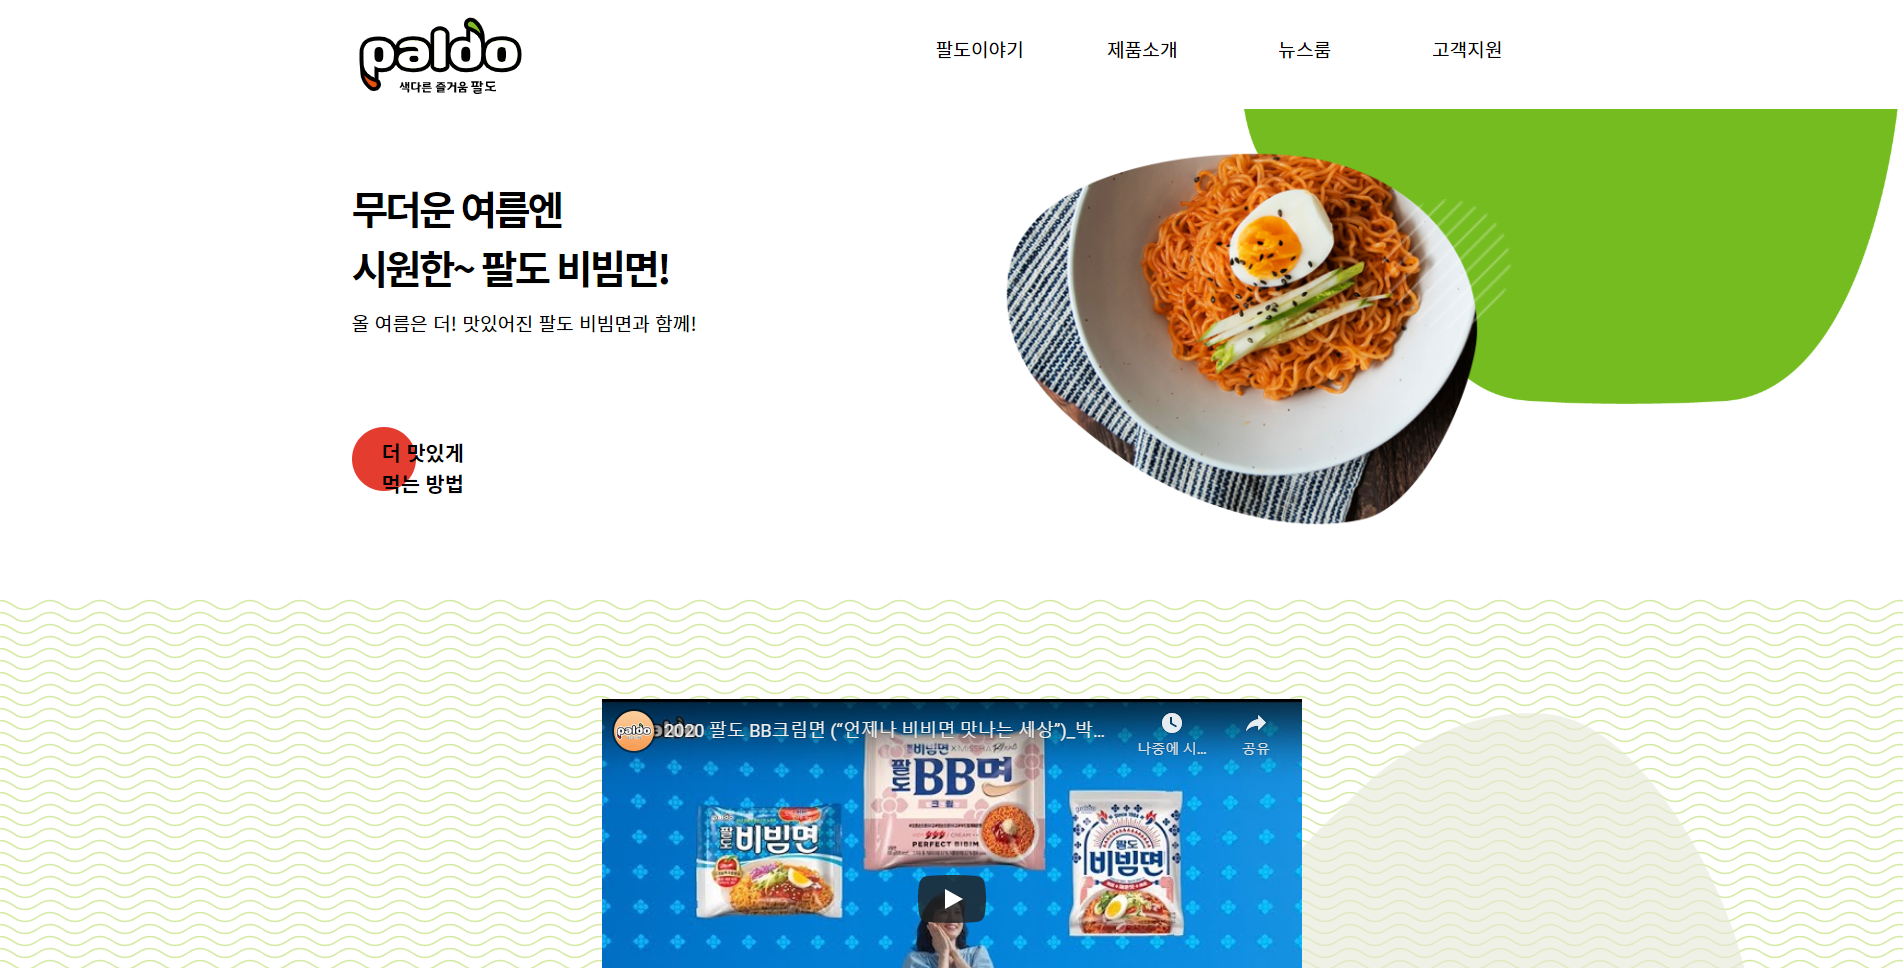 paldo
색다른 즐거움 팔도
팔도이야기
제품소개
뉴스룸
고객지원
무더운 여름엔
시원한~ 팔도 비빔면!
올 여름은 더! 맛있어진 팔도 비빔면과 함께!
더 맛있게
먹는 방법
paldo
2020 팔도 BB크림면 (“언제나 비비면 맛나는 세상”)_박...
나중에 시...
공유
비빔면×MISSHA
팔도
BB면
크림
PERFECT BIBIM
paldo
팔도
비빔면
paldo
SINCE 1984
팔도
비빔면